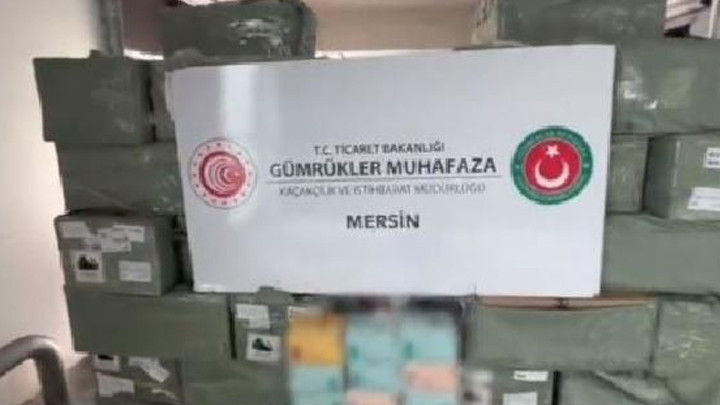 T.C. TİCARET BAKANLIĞI
GÜMRÜKLER MUHAFAZA
KAÇAKÇILIK VE İSTİHBARAT MÜDÜRLÜĞÜ
MERSİN